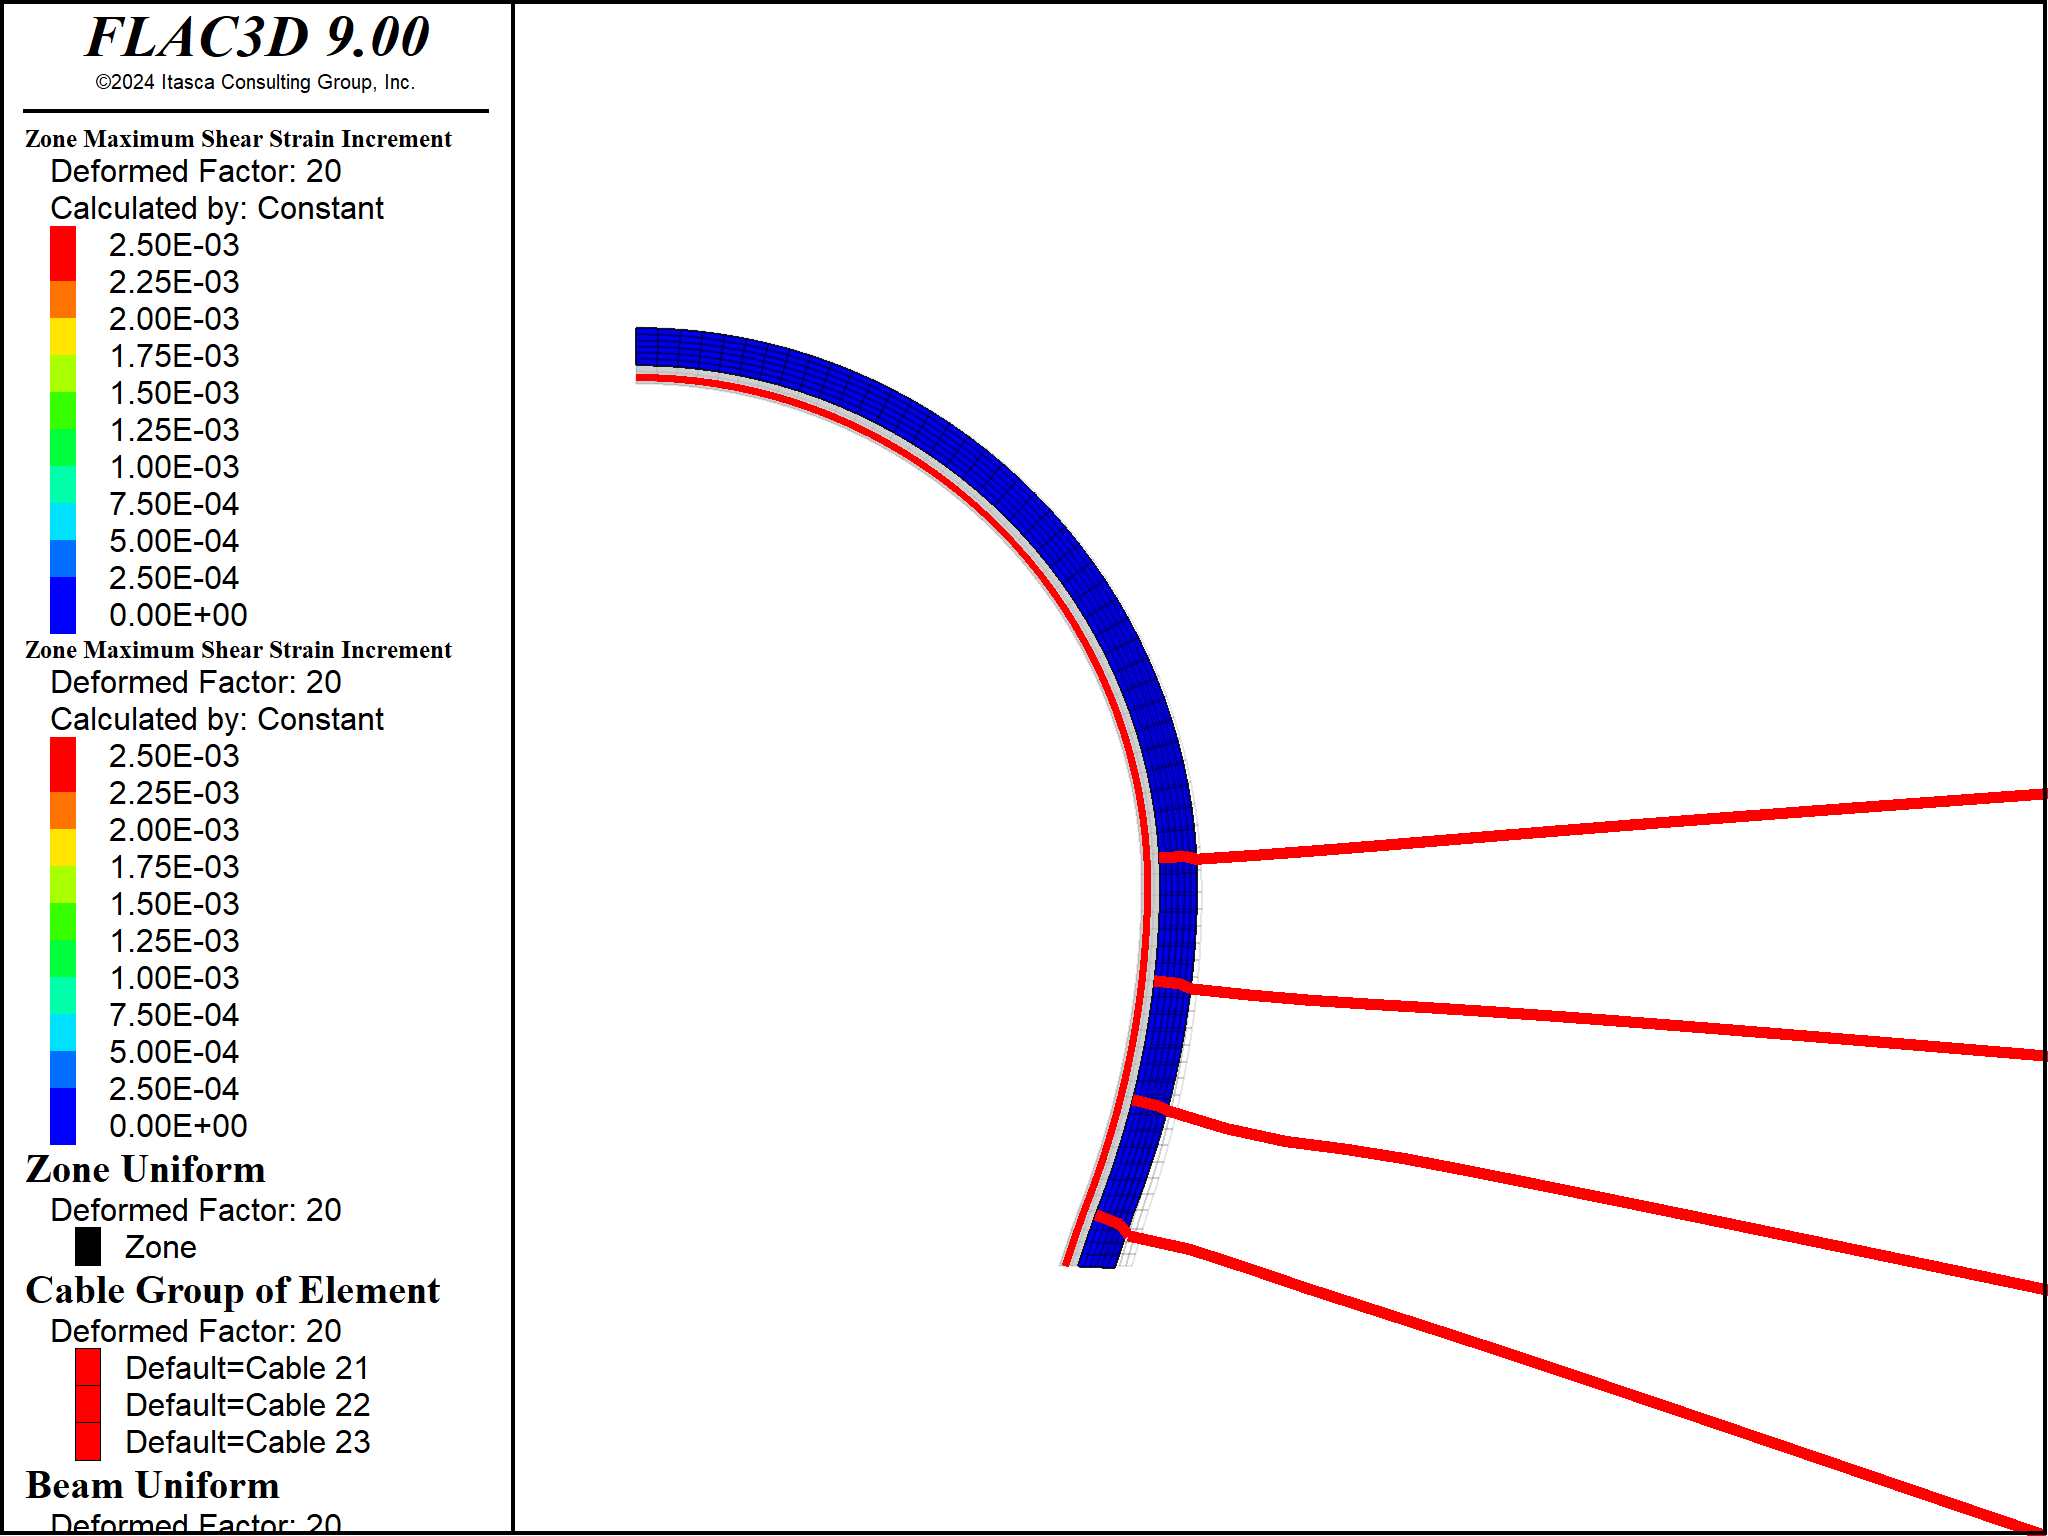 FLAC3D 9.00
©2024 Itasca Consulting Group, Inc.
Zone Maximum Shear Strain Increment
Deformed Factor: 20
Calculated by: Constant
2.50E-03
2.25E-03
2.00E-03
1.75E-03
1.50E-03
1.25E-03
1.00E-03
7.50E-04
5.00E-04
2.50E-04
0.00E+00
Zone Maximum Shear Strain Increment
Deformed Factor: 20
Calculated by: Constant
2.50E-03
2.25E-03
2.00E-03
1.75E-03
1.50E-03
1.25E-03
1.00E-03
7.50E-04
5.00E-04
2.50E-04
0.00E+00
Zone Uniform
Deformed Factor: 20
Zone
Cable Group of Element
Deformed Factor: 20
Default=Cable 21
Default=Cable 22
Default=Cable 23
Beam Uniform
Deformed Factor: 20